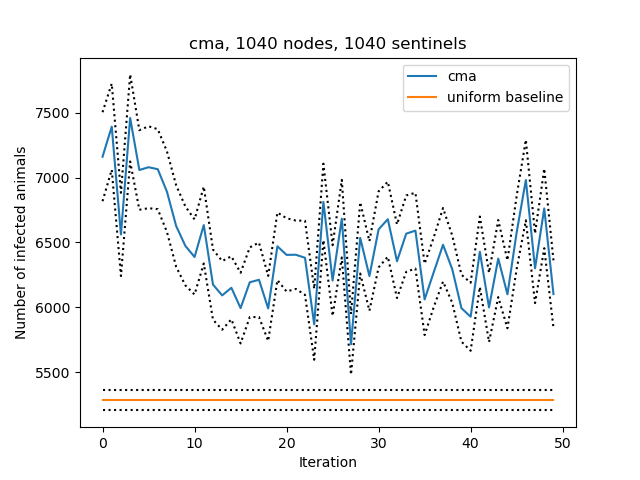 cma, 1040 nodes, 1040 sentinels
cma
uniform baseline
Number of infected animals
7500
7000
6500
6000
5500
0 10 20 30 40 50
Iteration